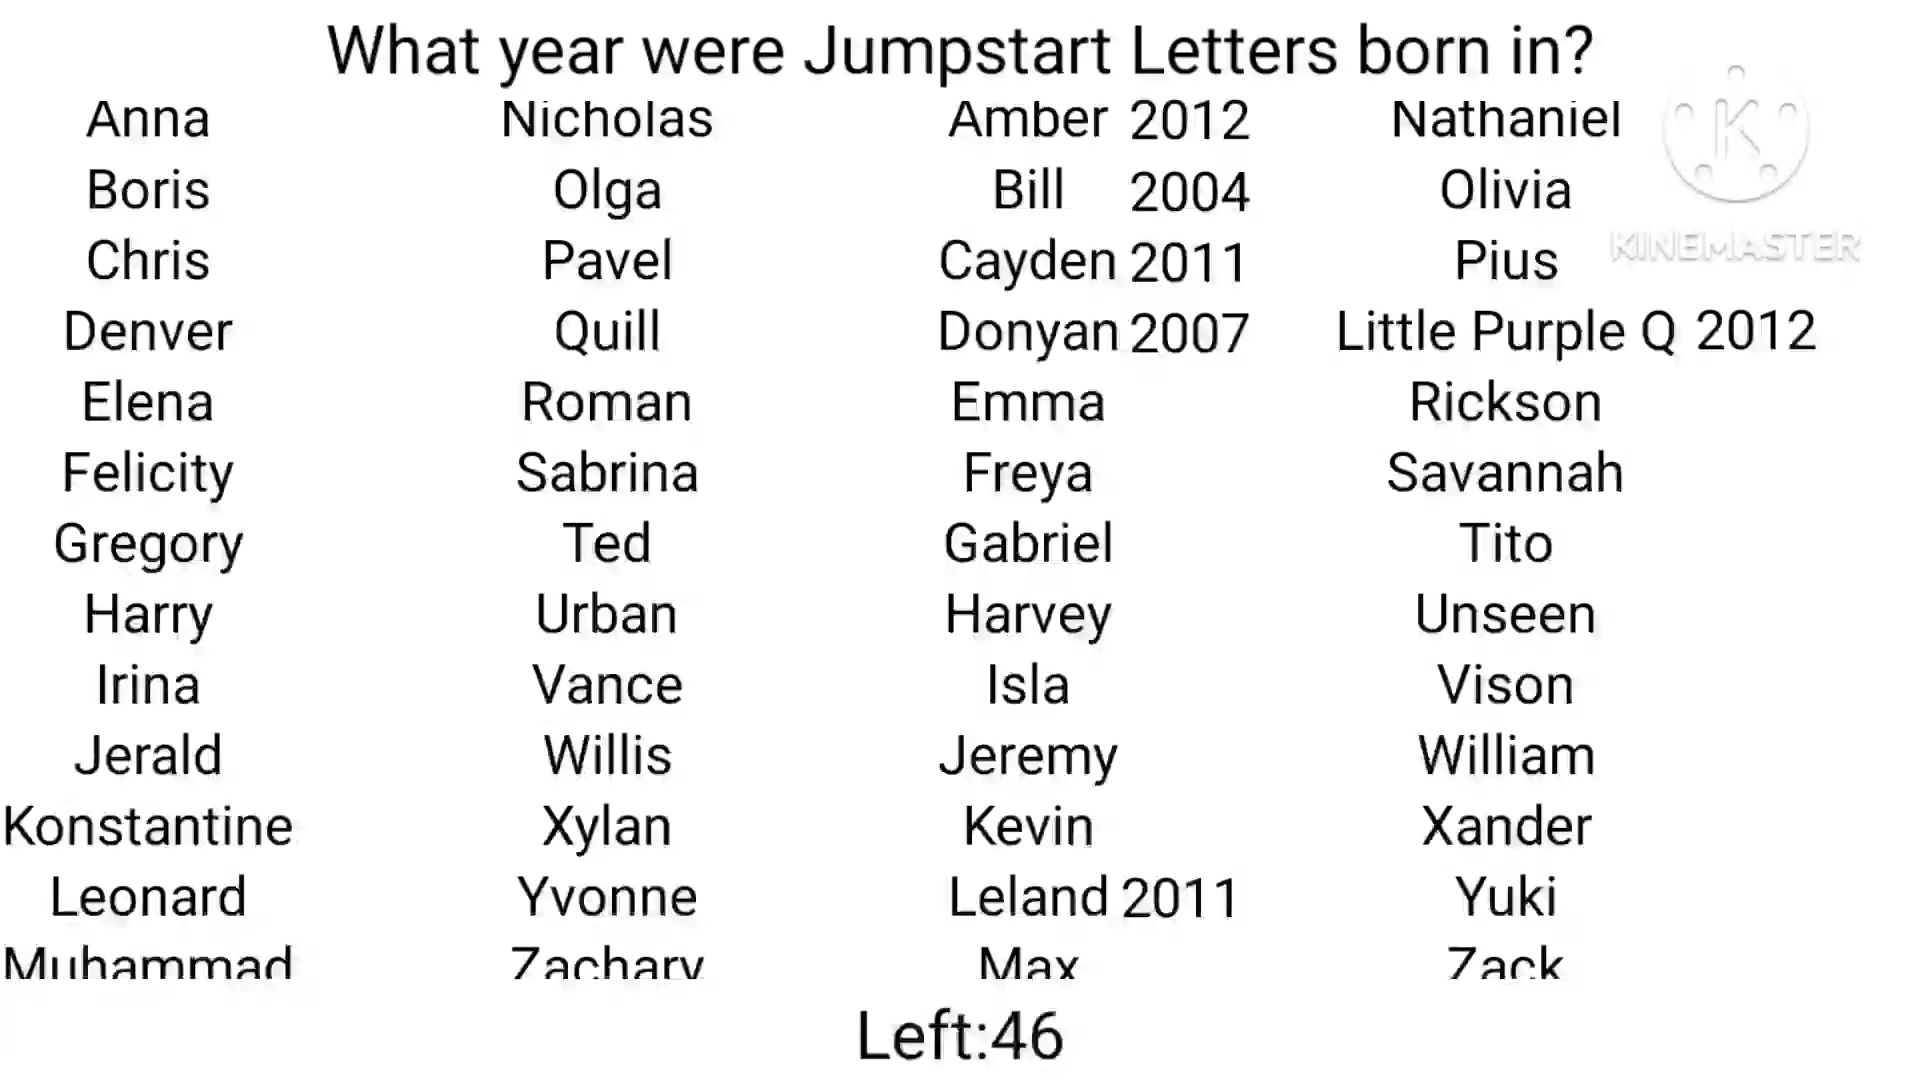 What year were Jumpstart Letters born in?
Anna Nicholas Amber 2012 Nathaniel
Boris Olga Bill 2004 Olivia
Chris Pavel Cayden 2011 Pius
Denver Quill Donyan 2007 Little Purple Q 2012
Elena Roman Emma Rickson
Felicity Sabrina Freya Savannah
Gregory Ted Gabriel Tito
Harry Urban Harvey Unseen
Irina Vance Isla Vison
Jerald Willis Jeremy William
Konstantine Xylan Kevin Xander
Leonard Yvonne Leland 2011 Yuki
Muhammad Zachary Max Zack
Left:46
K
KINEMASTER